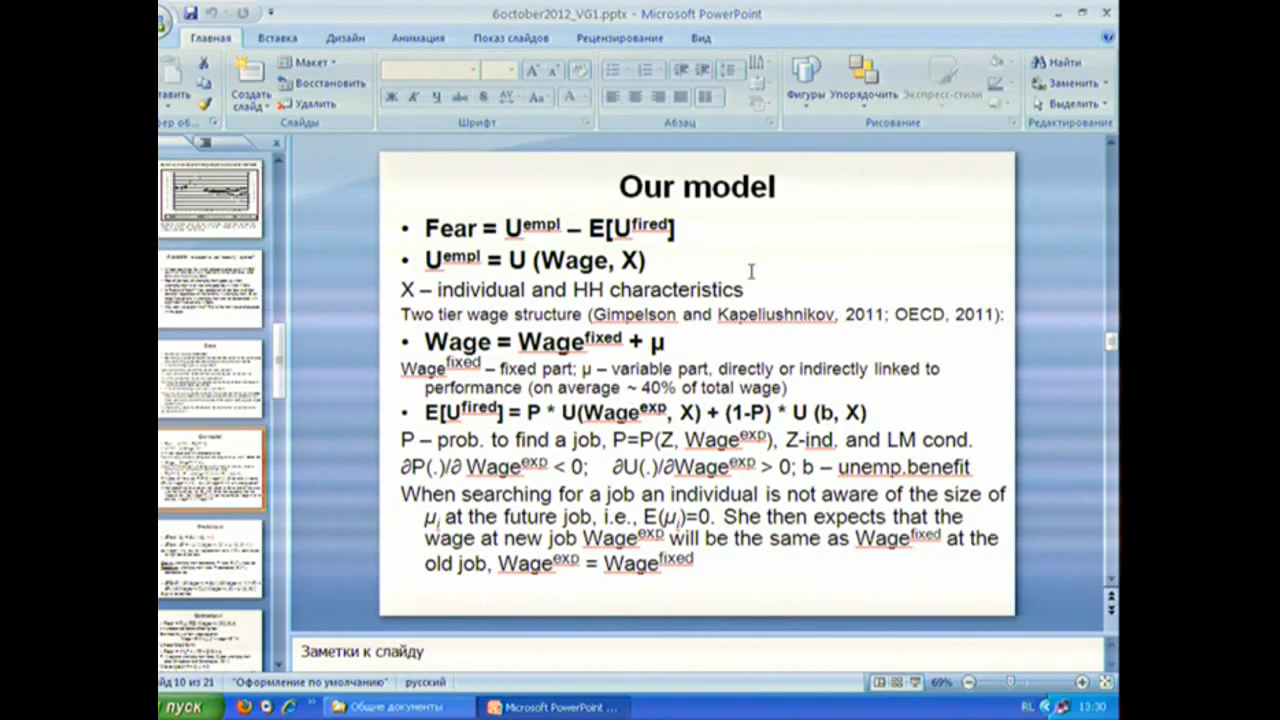 6october2012_VG1.pptx - Microsoft PowerPoint
Главная Вставка Дизайн Анимация Показ слайдов Рецензирование Вид
Макет
Восстановить
Удалить
Создать слайд
Слайды
Шрифт
Абзац
Фигуры Упорядочить Экспресс-стили
Рисование
Найти
Заменить
Выделить
Редактирование
Our model
• Fear = U^empl – E[U^fired]
• U^empl = U (Wage, X)
X – individual and HH characteristics
Two tier wage structure (Gimpelson and Kapeliushnikov, 2011; OECD, 2011):
• Wage = Wage^fixed + μ
Wage^fixed – fixed part; μ – variable part, directly or indirectly linked to
performance (on average ~ 40% of total wage)
• E[U^fired] = P * U(Wage^exp, X) + (1-P) * U (b, X)
P – prob. to find a job, P=P(Z, Wage^exp), Z-ind. and LM cond.
∂P(.)/∂ Wage^exp < 0; ∂U(.)/∂Wage^exp > 0; b – unemp.benefit
When searching for a job an individual is not aware of the size of
μi at the future job, i.e., E(μi)=0. She then expects that the
wage at new job Wage^exp will be the same as Wage^fixed at the
old job, Wage^exp = Wage^fixed
Заметки к слайду
йд 10 из 21 "Оформление по умолчанию" русский 69%
пуск Общие документы Microsoft PowerPoint ... RL 13:30